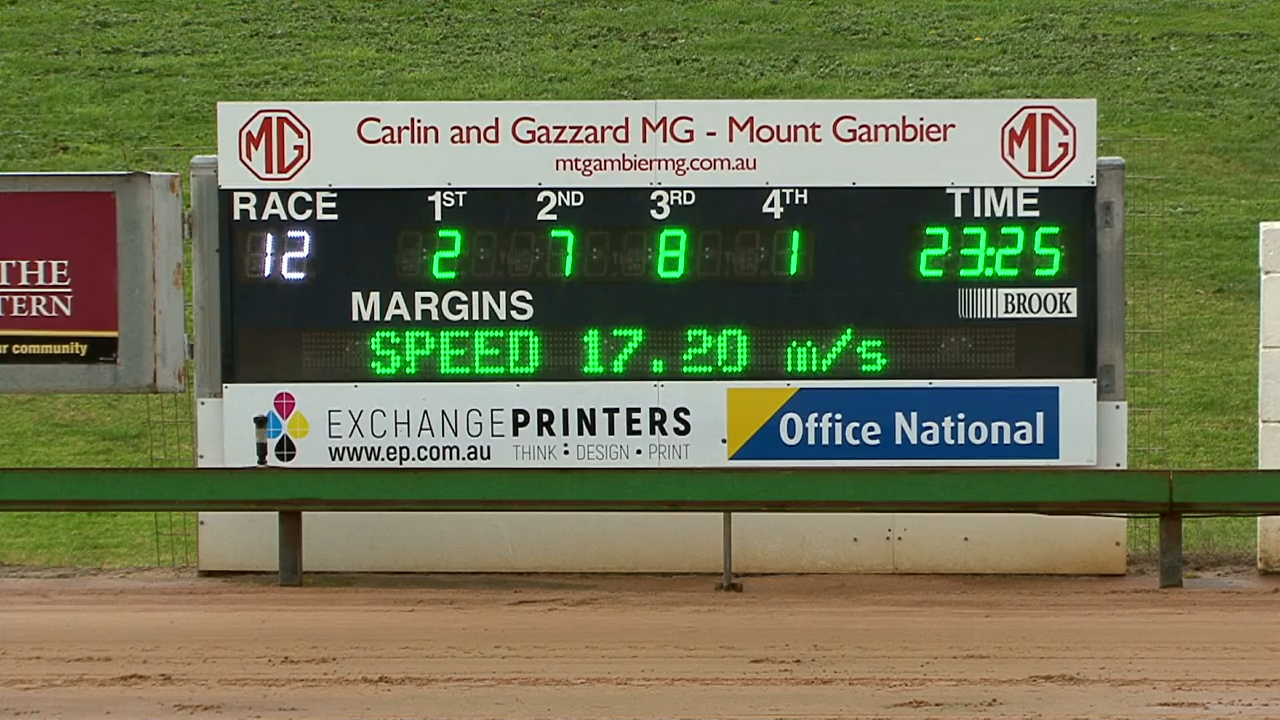 MG Carlin and Gazzard MG - Mount Gambier MG
mtgambiermg.com.au
RACE 1ST 2ND 3RD 4TH TIME
12 2 7 8 1 23:25
MARGINS BROOK
SPEED 17.20 m/s
THE
EXCHANGEPRINTERS
www.ep.com.au THINK : DESIGN • PRINT
Office National
community